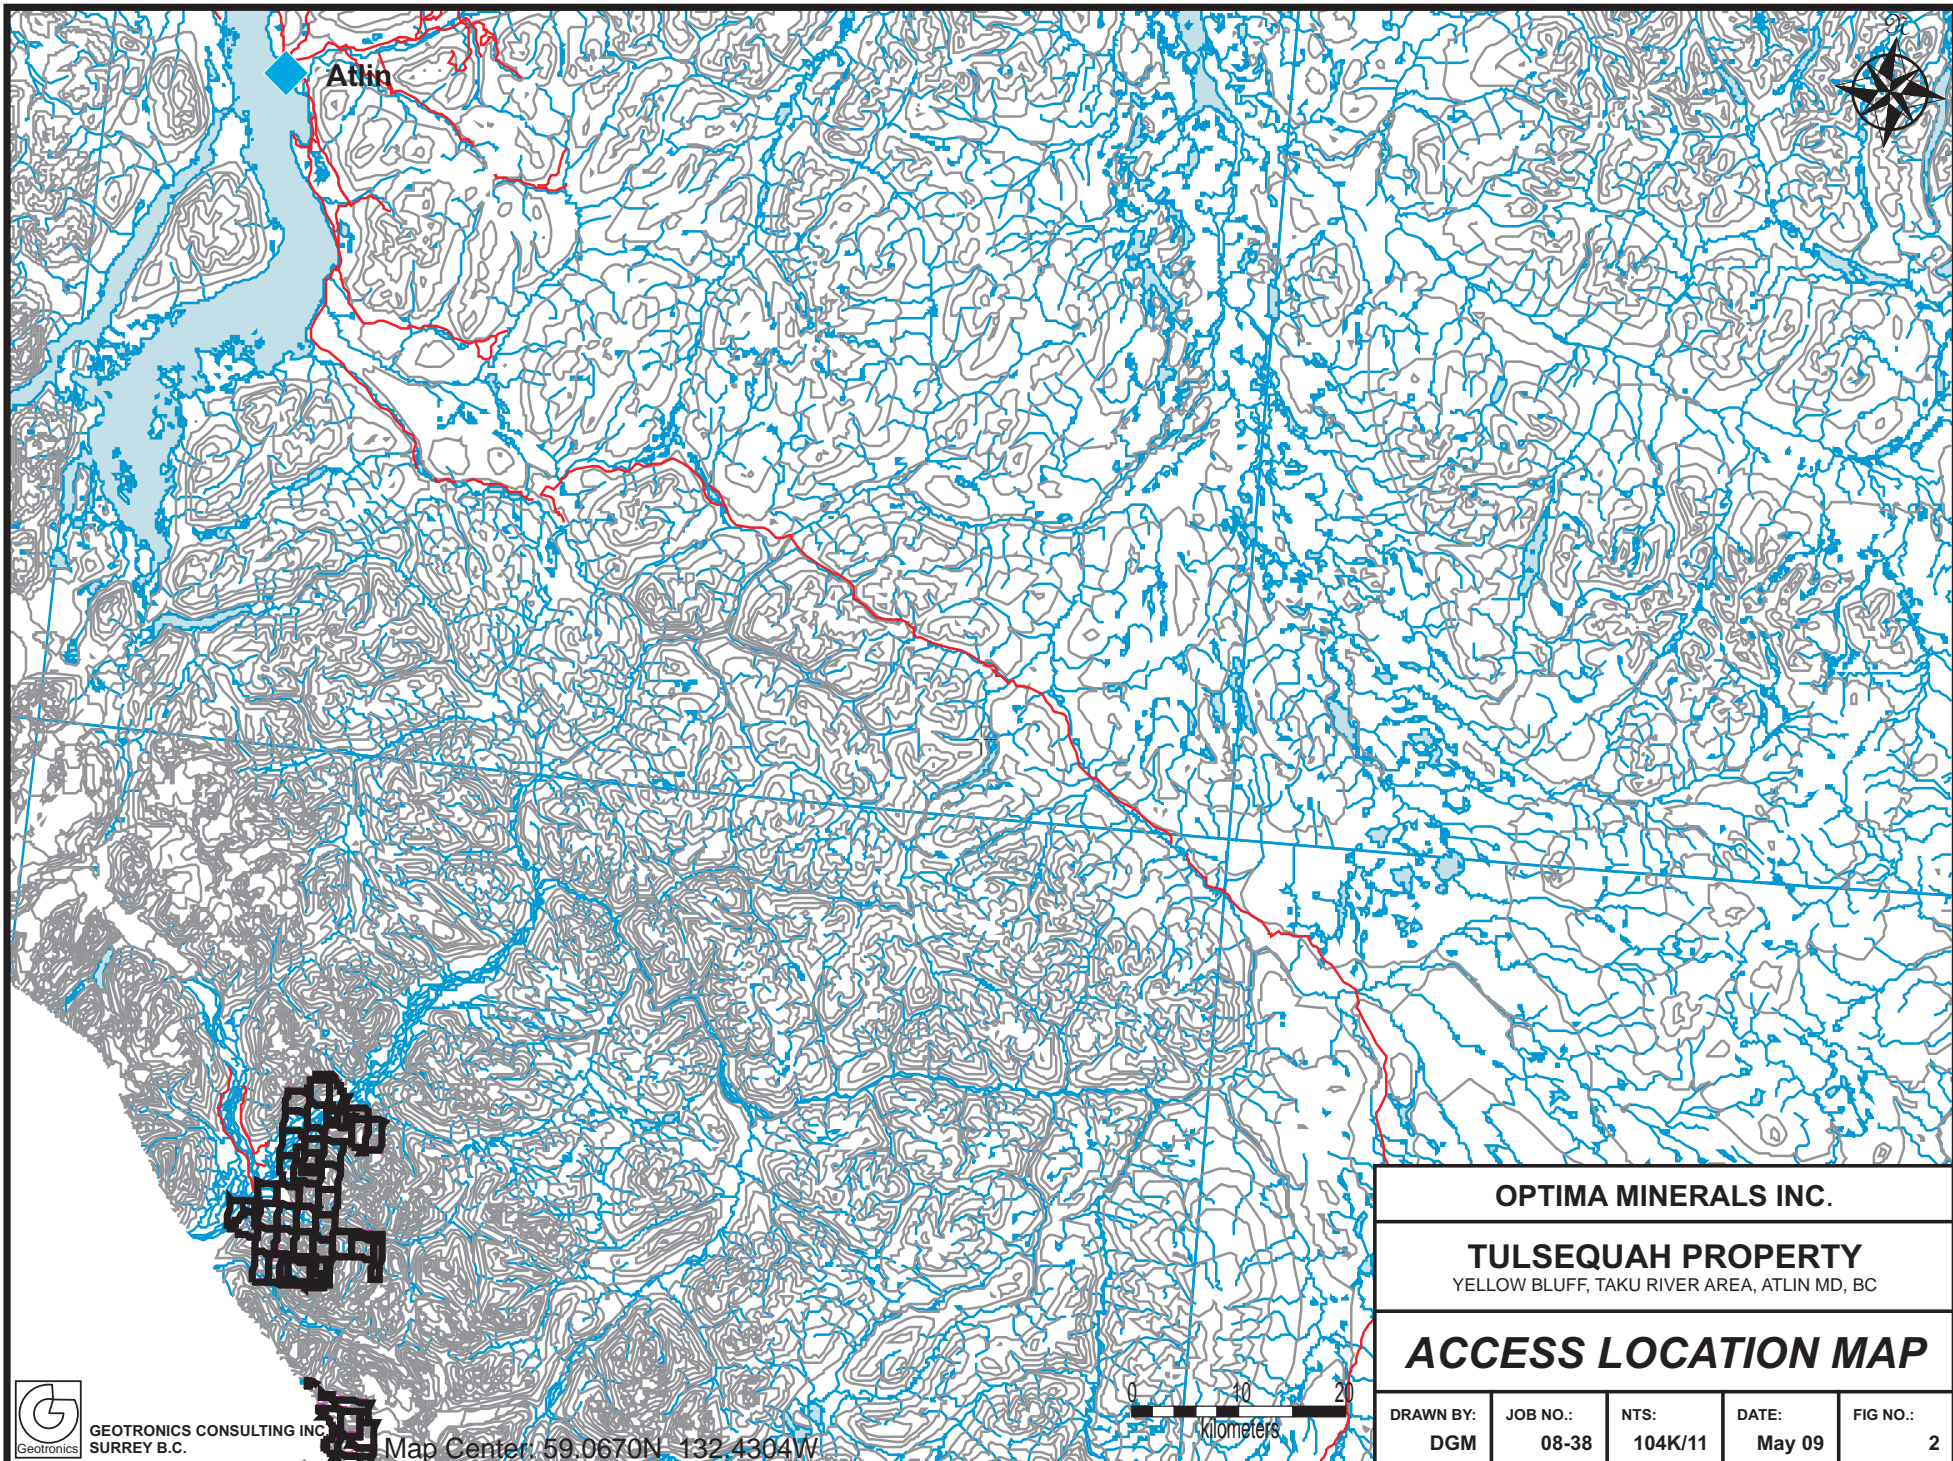 Atlin
N
OPTIMA MINERALS INC.
TULSEQUAH PROPERTY
YELLOW BLUFF, TAKU RIVER AREA, ATLIN MD, BC
ACCESS LOCATION MAP
DRAWN BY: JOB NO.: NTS: DATE: FIG NO.:
DGM 08-38 104K/11 May 09 2
0 10 20
kilometers
Geotronics
GEOTRONICS CONSULTING INC
SURREY B.C.
Map Center: 59.0670N 132.4304W